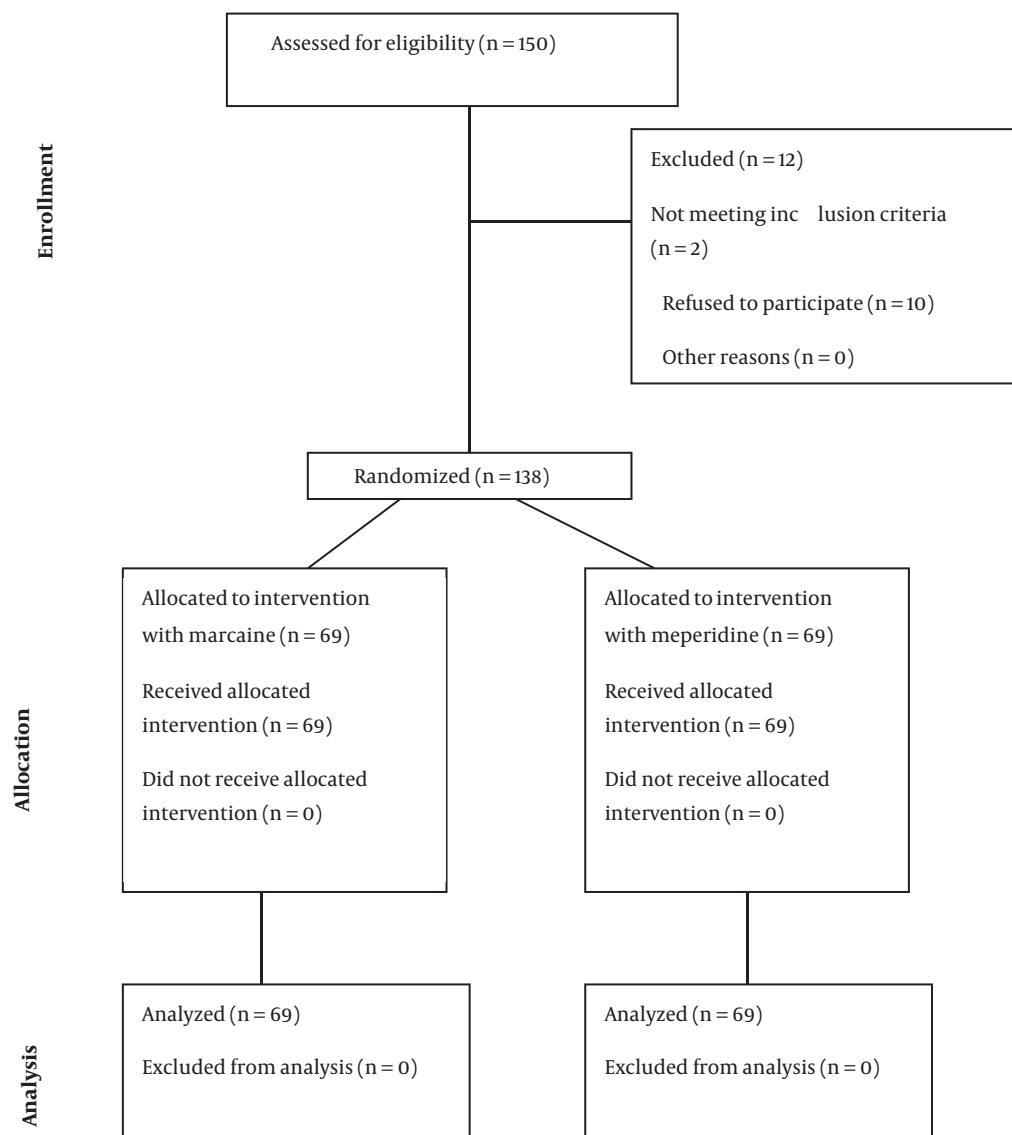 Assessed for eligibility (n = 150)
Enrollment
Excluded (n = 12)
Not meeting inc lusion criteria
(n = 2)
Refused to participate (n = 10)
Other reasons (n = 0)
Randomized (n = 138)
Allocation
Allocated to intervention
with marcaine (n = 69)
Received allocated
intervention (n = 69)
Did not receive allocated
intervention (n = 0)
Allocated to intervention
with meperidine (n = 69)
Received allocated
intervention (n = 69)
Did not receive allocated
intervention (n = 0)
Analysis
Analyzed (n = 69)
Excluded from analysis (n = 0)
Analyzed (n = 69)
Excluded from analysis (n = 0)